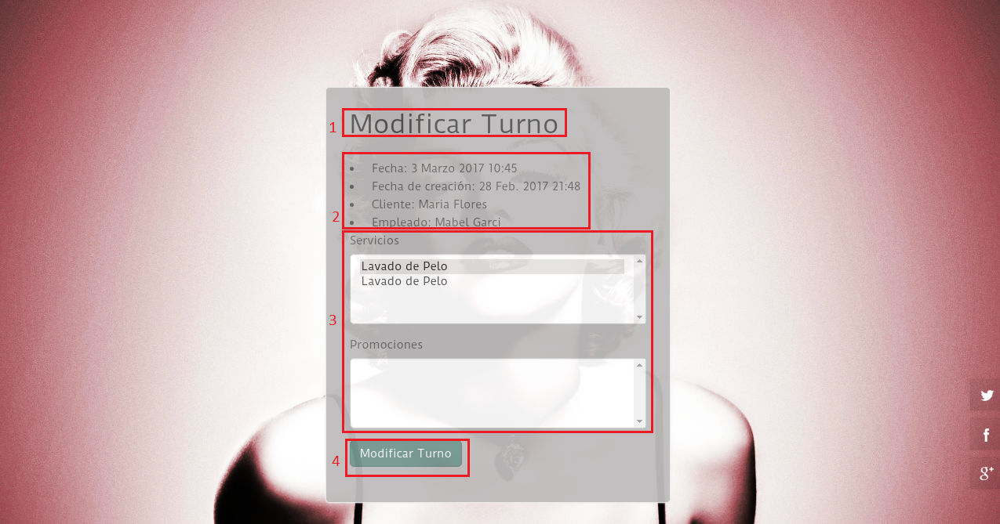 1 Modificar Turno
Fecha: 3 Marzo 2017 10:45
Fecha de creación: 28 Feb. 2017 21:48
Cliente: Maria Flores
2 Empleado: Mabel Garci
Servicios
Lavado de Pelo
Lavado de Pelo
3
Promociones
4 Modificar Turno